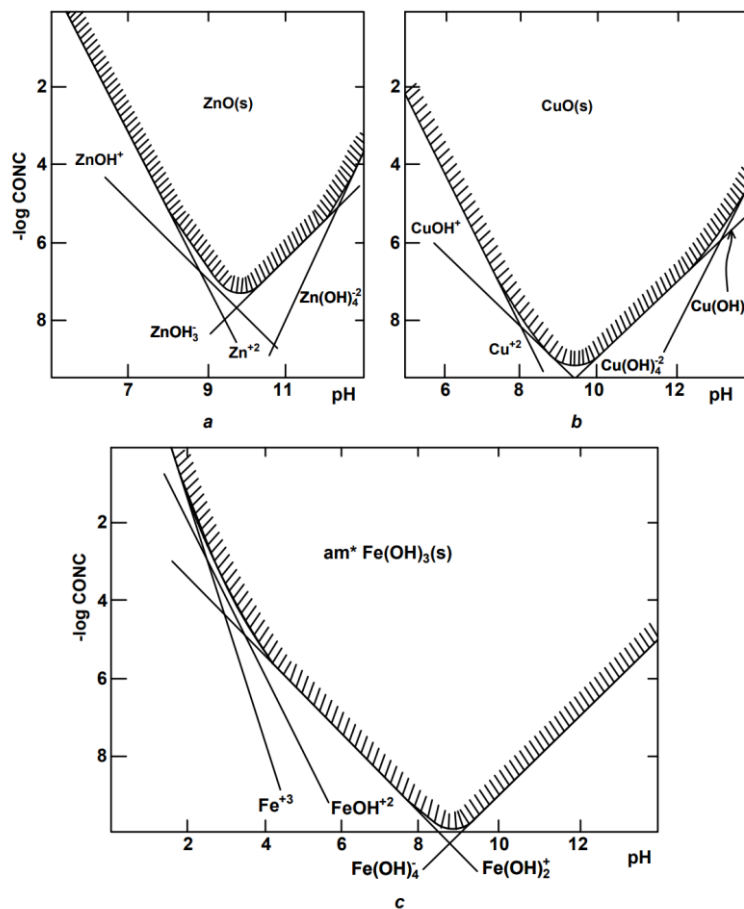 -log CONC
2
4
6
8
ZnO(s)
ZnOH⁺
Zn(OH)₄⁻²
ZnOH₃⁻
Zn⁺²
7 9 11 pH
a
2
4
6
8
CuO(s)
CuOH⁺
Cu⁺²
Cu(OH)
Cu(OH)₄⁻²
6 8 10 12 pH
b
-log CONC
2
4
6
8
am* Fe(OH)₃(s)
Fe⁺³
FeOH⁺²
Fe(OH)₄⁻
Fe(OH)₂⁺
2 4 6 8 10 12 pH
c